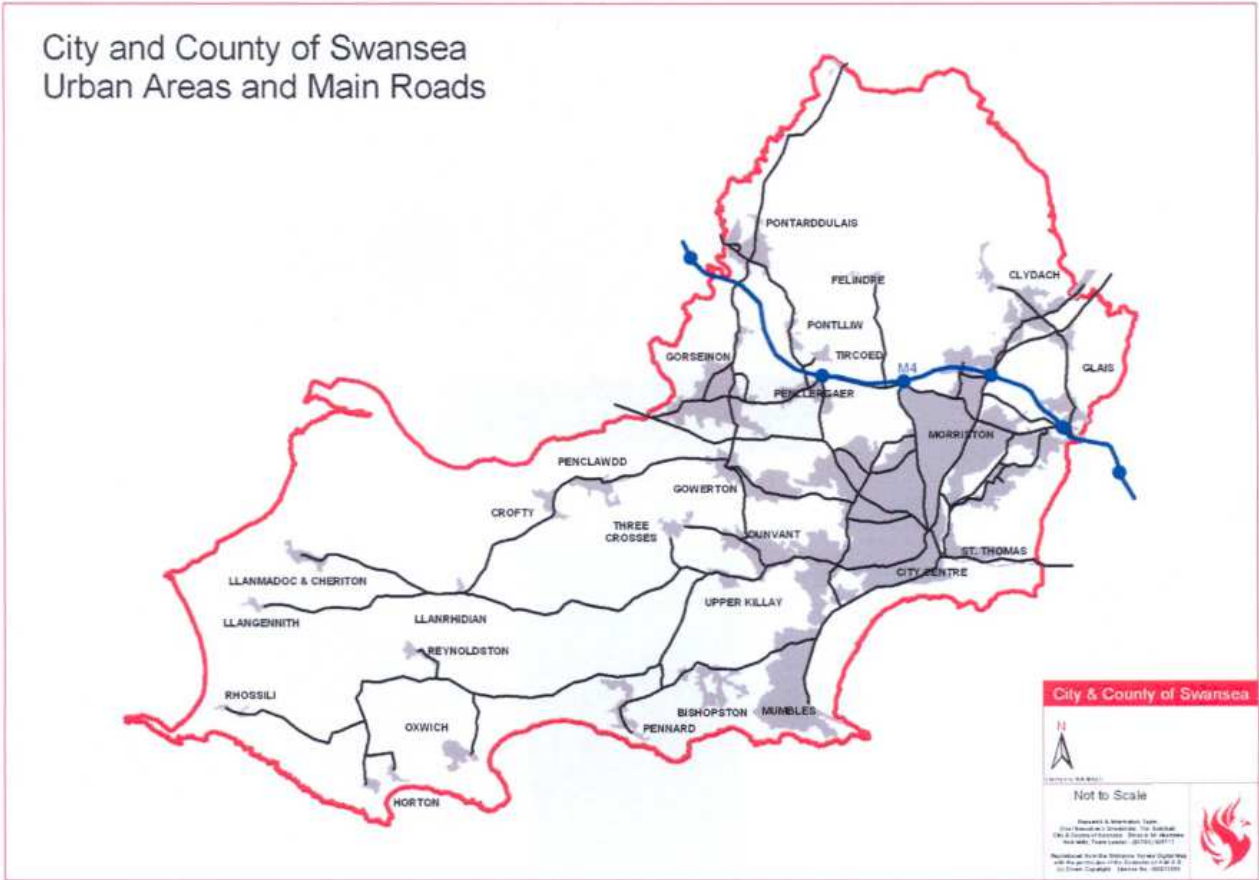 City and County of Swansea
Urban Areas and Main Roads
PONTARDDULAIS
FELINDRE
CLYDACH
PONTLLIW
GORSEINON
TIRCOED
M4
GLAIS
PENLLERGAER
MORRISTON
PENCLAWDD
GOWERTON
CROFTY
THREE
CROSSES
DUNVANT
ST. THOMAS
CITY CENTRE
LLANMADOC & CHERITON
UPPER KILLAY
LLANGENNITH
LLANRHIDIAN
REYNOLDSTON
RHOSSILI
BISHOPSTON
MUMBLES
OXWICH
PENNARD
HORTON
City & County of Swansea
N
Not to Scale